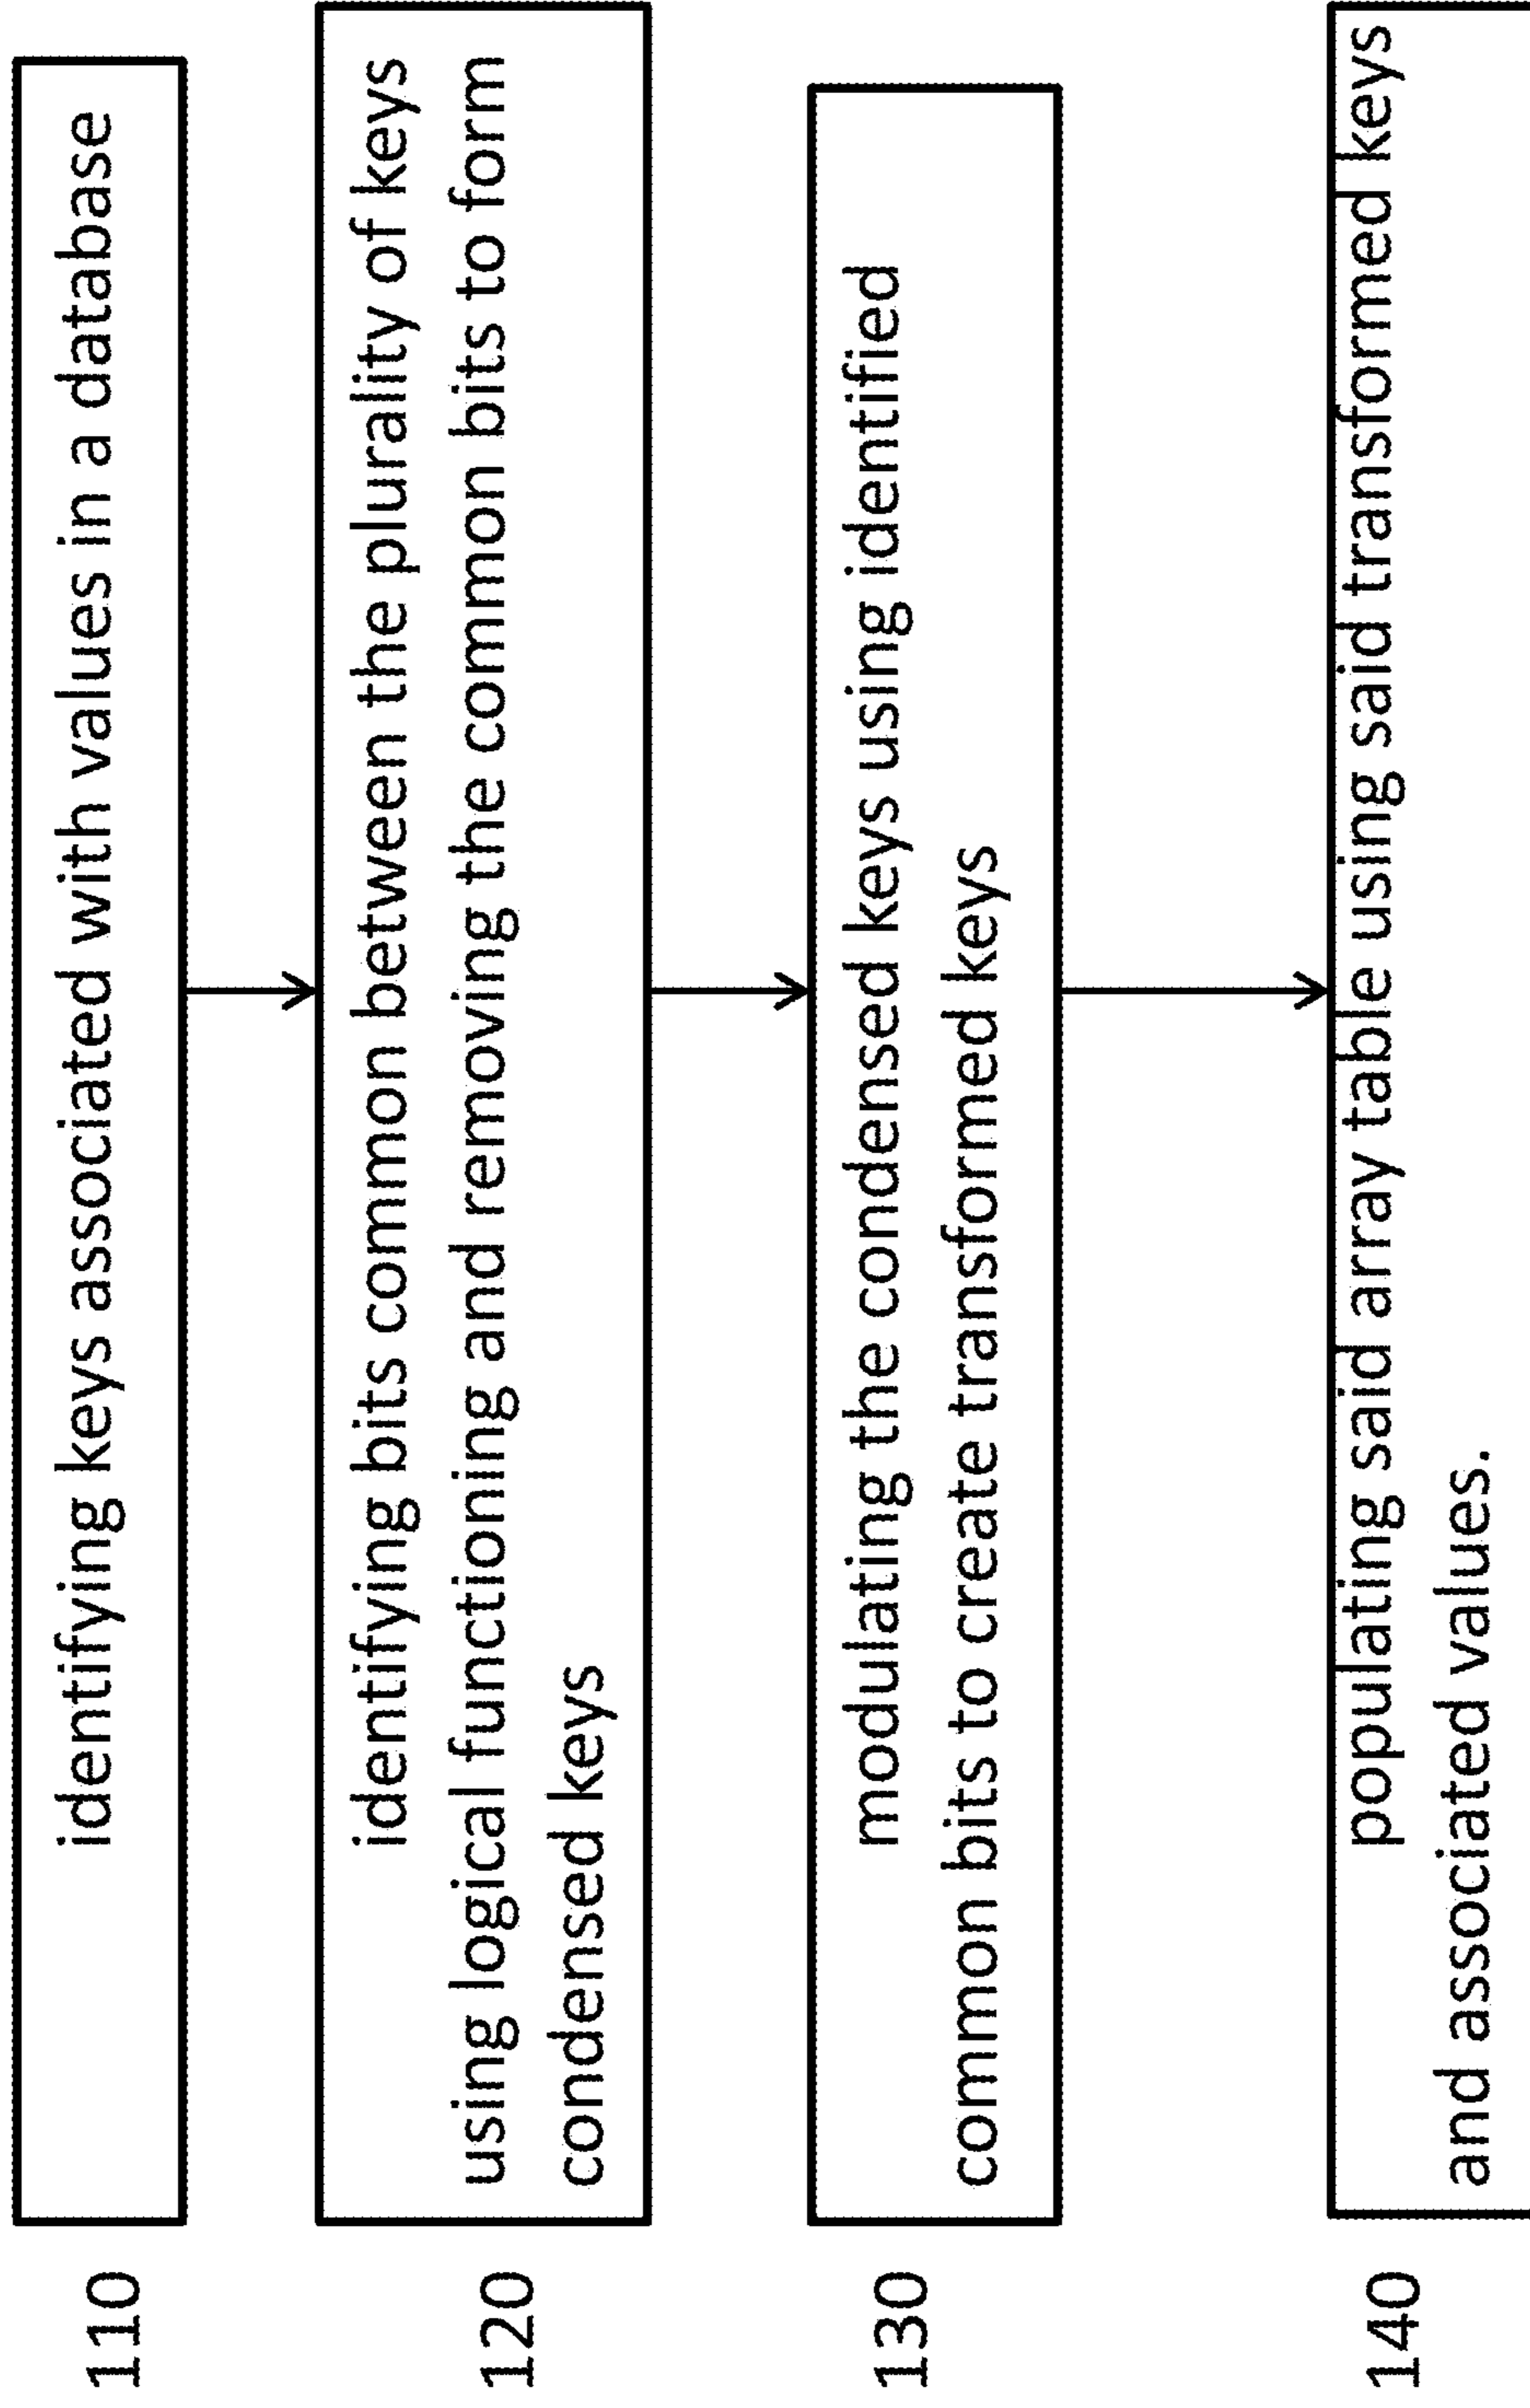 110
identifying keys associated with values in a database
120
identifying bits common between the plurality of keys
using logical functioning and removing the common bits to form
condensed keys
130
modulating the condensed keys using identified
common bits to create transformed keys
140
populating said array table using said transformed keys
and associated values.